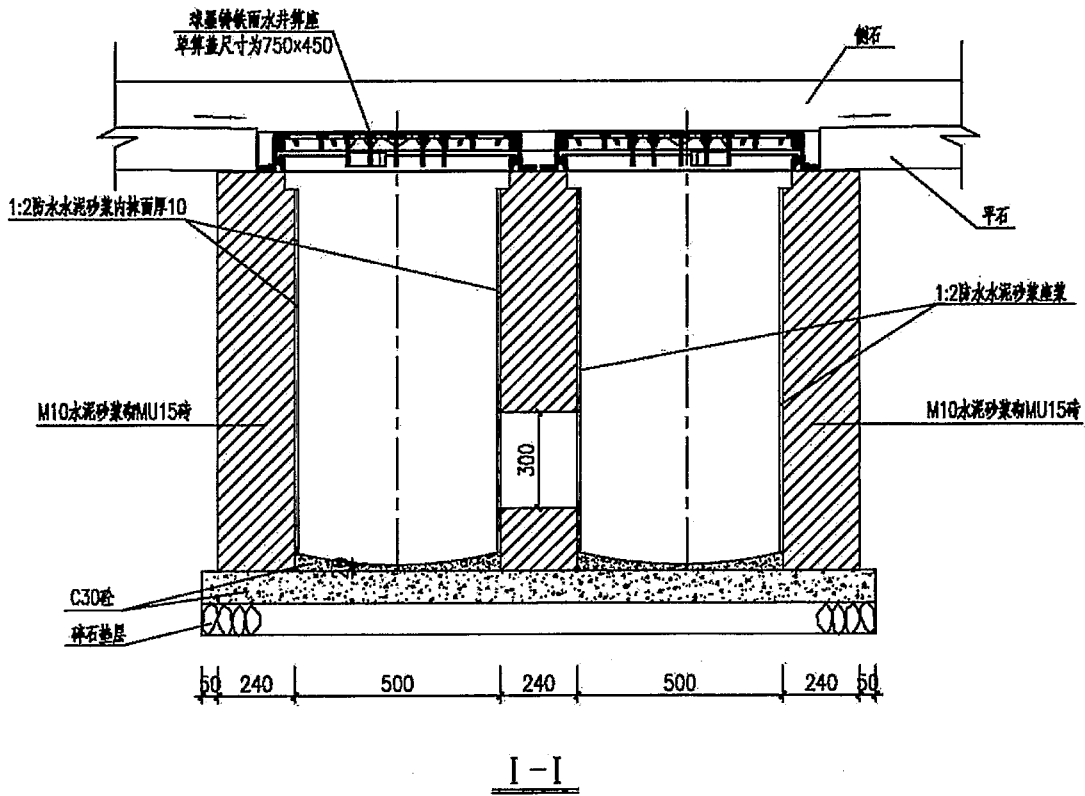 球墨铸铁雨水井箅座
单箅盖尺寸为750x450
侧石
1:2防水水泥砂浆内抹面厚10
平石
1:2防水水泥砂浆座浆
M10水泥砂浆砌MU15砖
M10水泥砂浆砌MU15砖
300
C30砼
碎石垫层
50
240
500
240
500
240
50
I-I